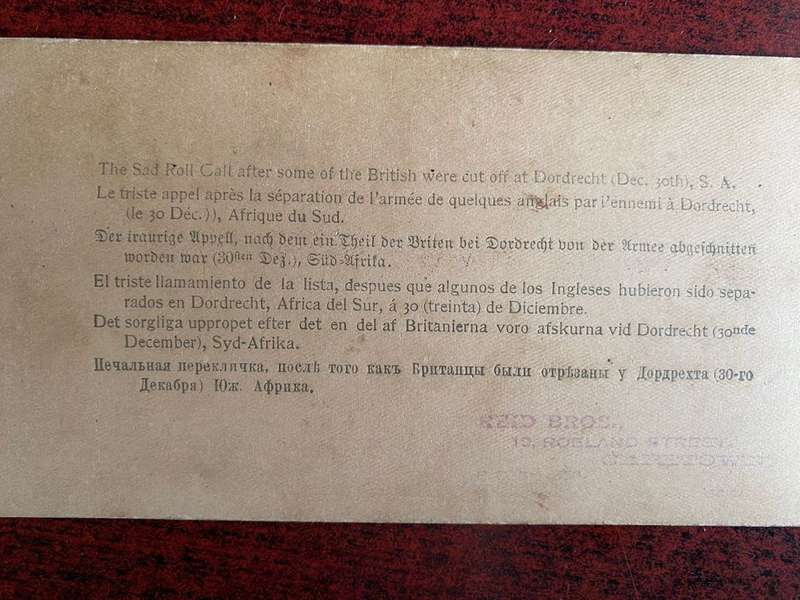 The Sad Roll Call after some of the British were cut off at Dordrecht (Dec. 30th), S. A.
Le triste appel après la séparation de l'armée de quelques anglais par l'ennemi à Dordrecht,
(le 30 Déc.)), Afrique du Sud.
Der traurige Appell, nach dem ein Theil der Briten bei Dordrecht von der Armee abgeschnitten
worden war (30sten Dez.), Süd-Afrika.
El triste llamamiento de la lista, despues que algunos de los Ingleses hubieron sido sepa-
rados en Dordrecht, Africa del Sur, á 30 (treinta) de Diciembre.
Det sorgliga uppropet efter det en del af Britanierna voro afskurna vid Dordrecht (30nde
December), Syd-Afrika.
Печальная перекличка, послѣ того какъ Британцы были отрѣзаны у Дордрехта (30-го
Декабря) Юж. Африка.
REID BROS.,
ROELAND STREET,
CAPETOWN